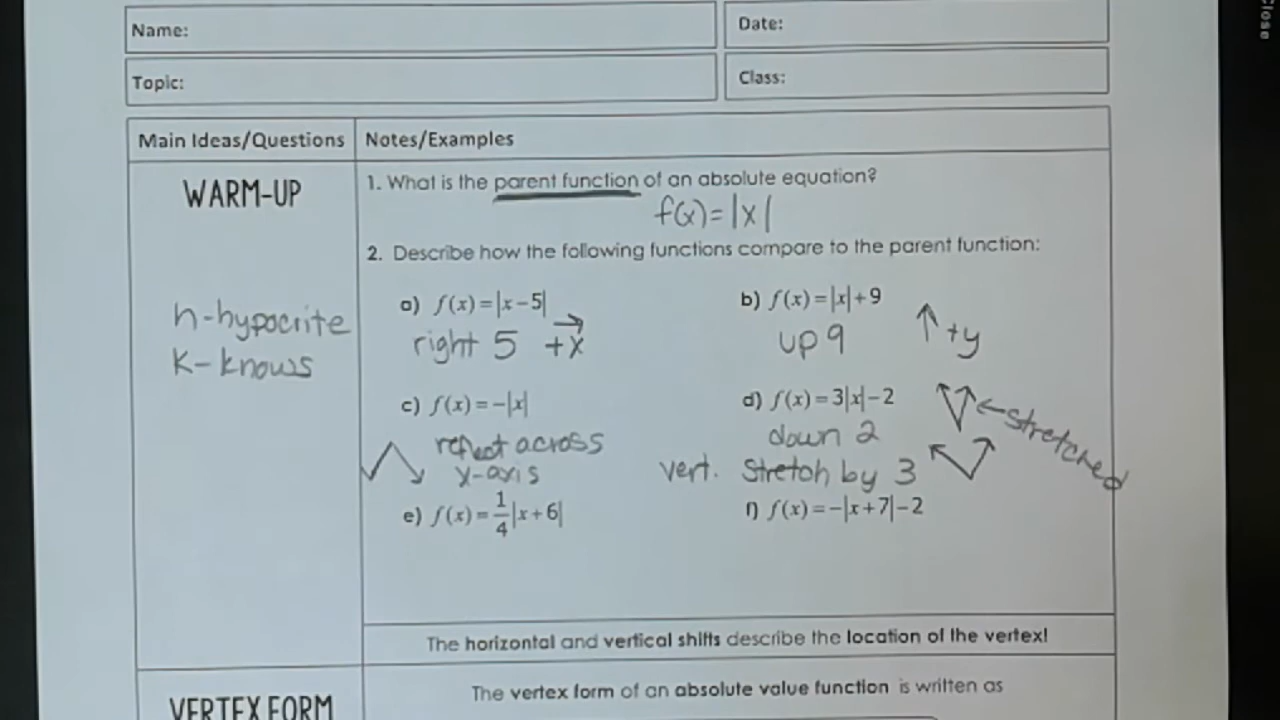 Close
Name:
Date:
Topic:
Class:
Main Ideas/Questions
Notes/Examples
WARM-UP
1. What is the parent function of an absolute equation?
f(x)=|x|
2. Describe how the following functions compare to the parent function:
h-hypocrite
K-knows
a) f(x)=|x-5|
right 5 +x
b) f(x)=|x|+9
up 9
+y
c) f(x)=-|x|
reflect across
x-axis
d) f(x)=3|x|-2
down 2
vert. Stretch by 3
stretched
e) f(x)=1/4|x+6|
f) f(x)=-|x+7|-2
The horizontal and vertical shifts describe the location of the vertex!
VERTEX FORM
The vertex form of an absolute value function is written as